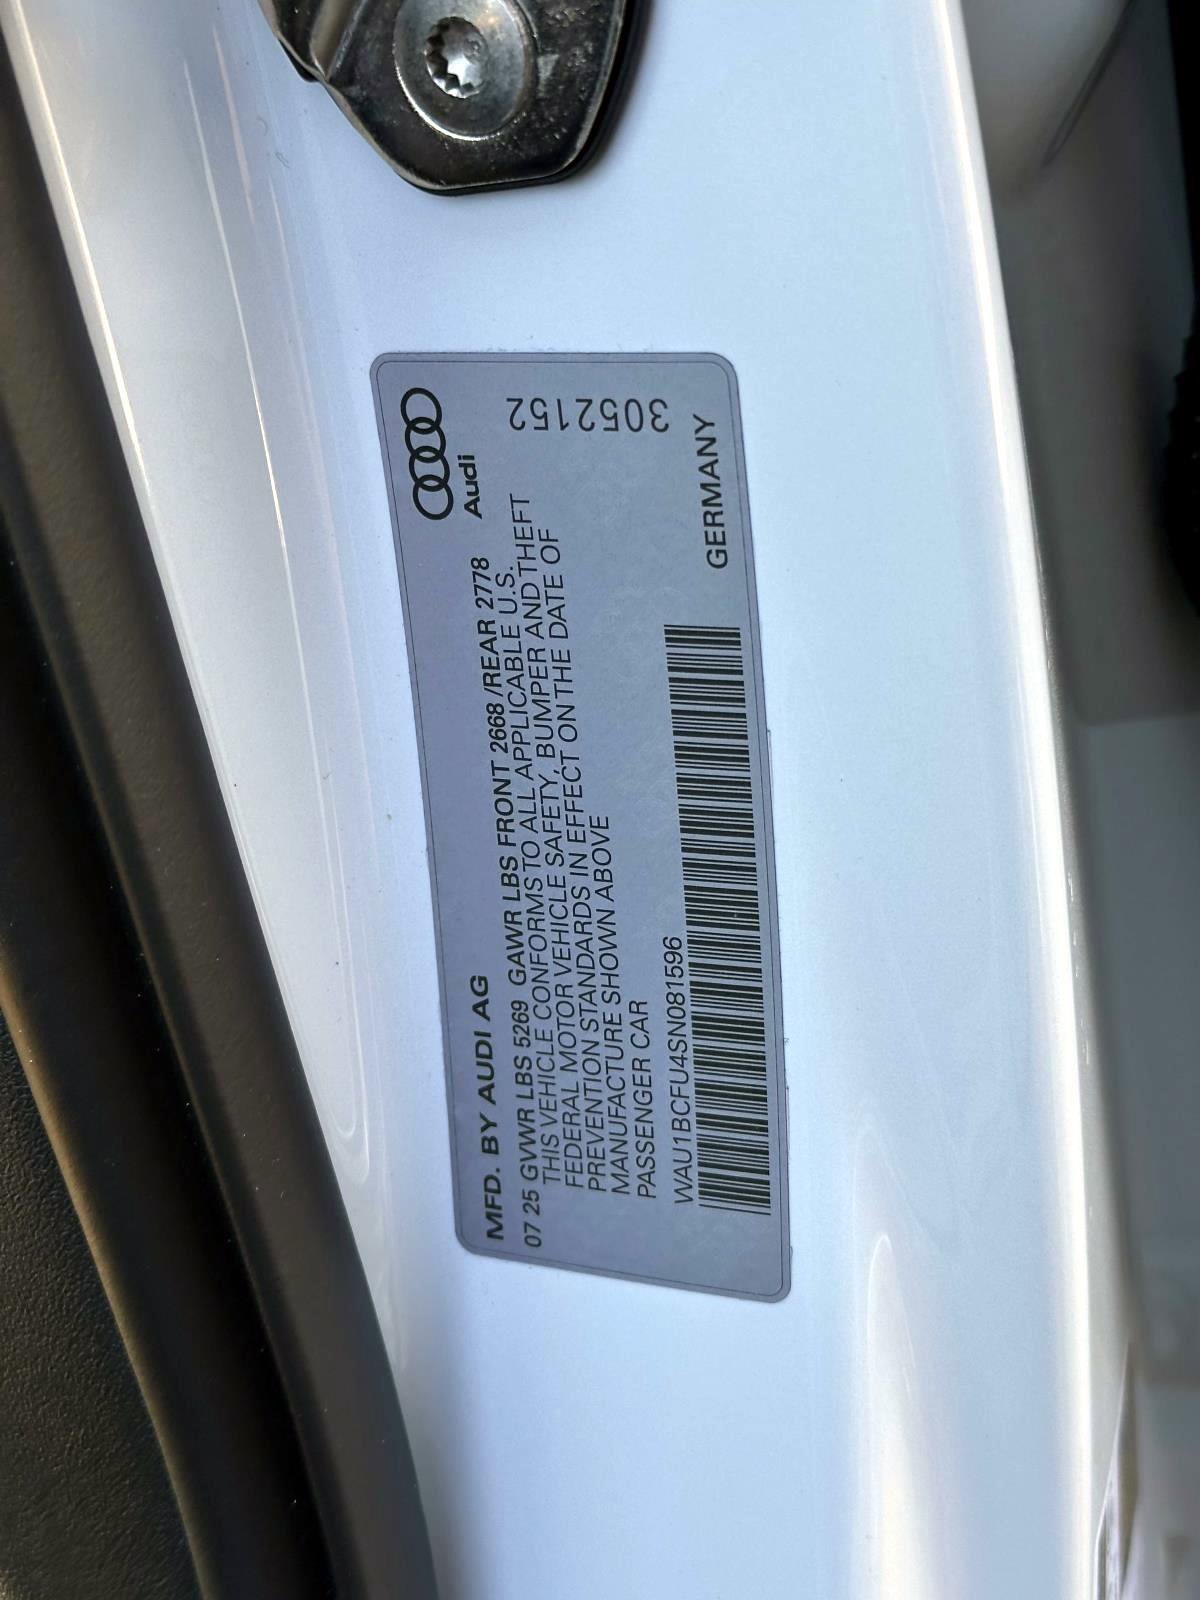 Audi
3052152
MFD. BY AUDI AG
07 25 GVWR LBS 5269 GAWR LBS FRONT 2668 /REAR 2778
THIS VEHICLE CONFORMS TO ALL APPLICABLE U.S.
FEDERAL MOTOR VEHICLE SAFETY, BUMPER AND THEFT
PREVENTION STANDARDS IN EFFECT ON THE DATE OF
MANUFACTURE SHOWN ABOVE
PASSENGER CAR
WAU1BCFU4SN081596
GERMANY